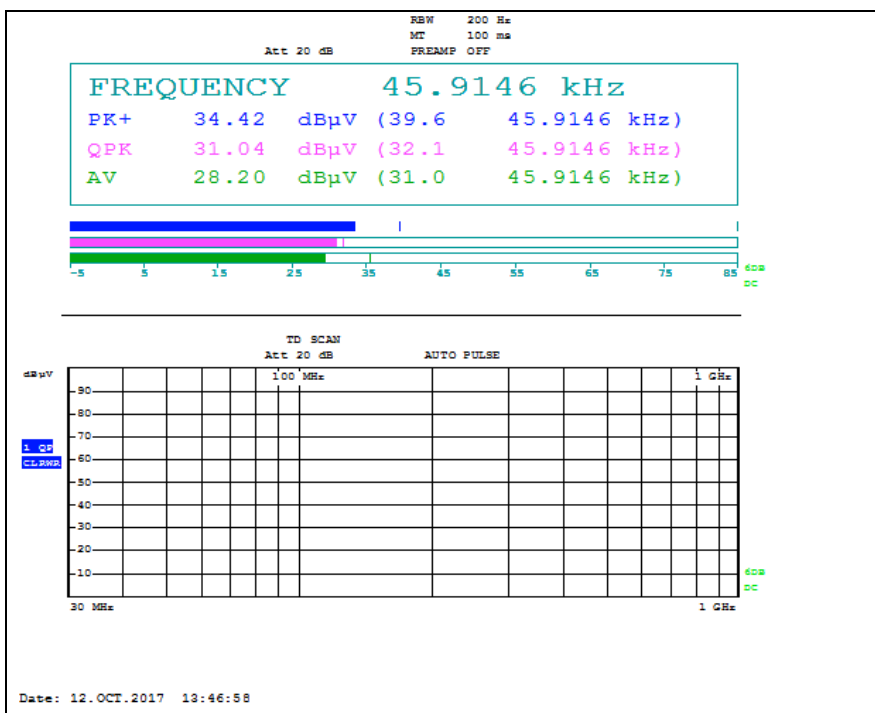 RBW 200 Hz
MT 100 ms
Att 20 dB PREAMP OFF
FREQUENCY 45.9146 kHz
PK+ 34.42 dBµV (39.6 45.9146 kHz)
QPK 31.04 dBµV (32.1 45.9146 kHz)
AV 28.20 dBµV (31.0 45.9146 kHz)
-5 5 15 25 35 45 55 65 75 85
6DB
DC
TD SCAN
Att 20 dB AUTO PULSE
dBµV
100 MHz 1 GHz
90
80
70
1 QP
CLRWR
60
50
40
30
20
10
6DB
DC
30 MHz 1 GHz
Date: 12.OCT.2017 13:46:58